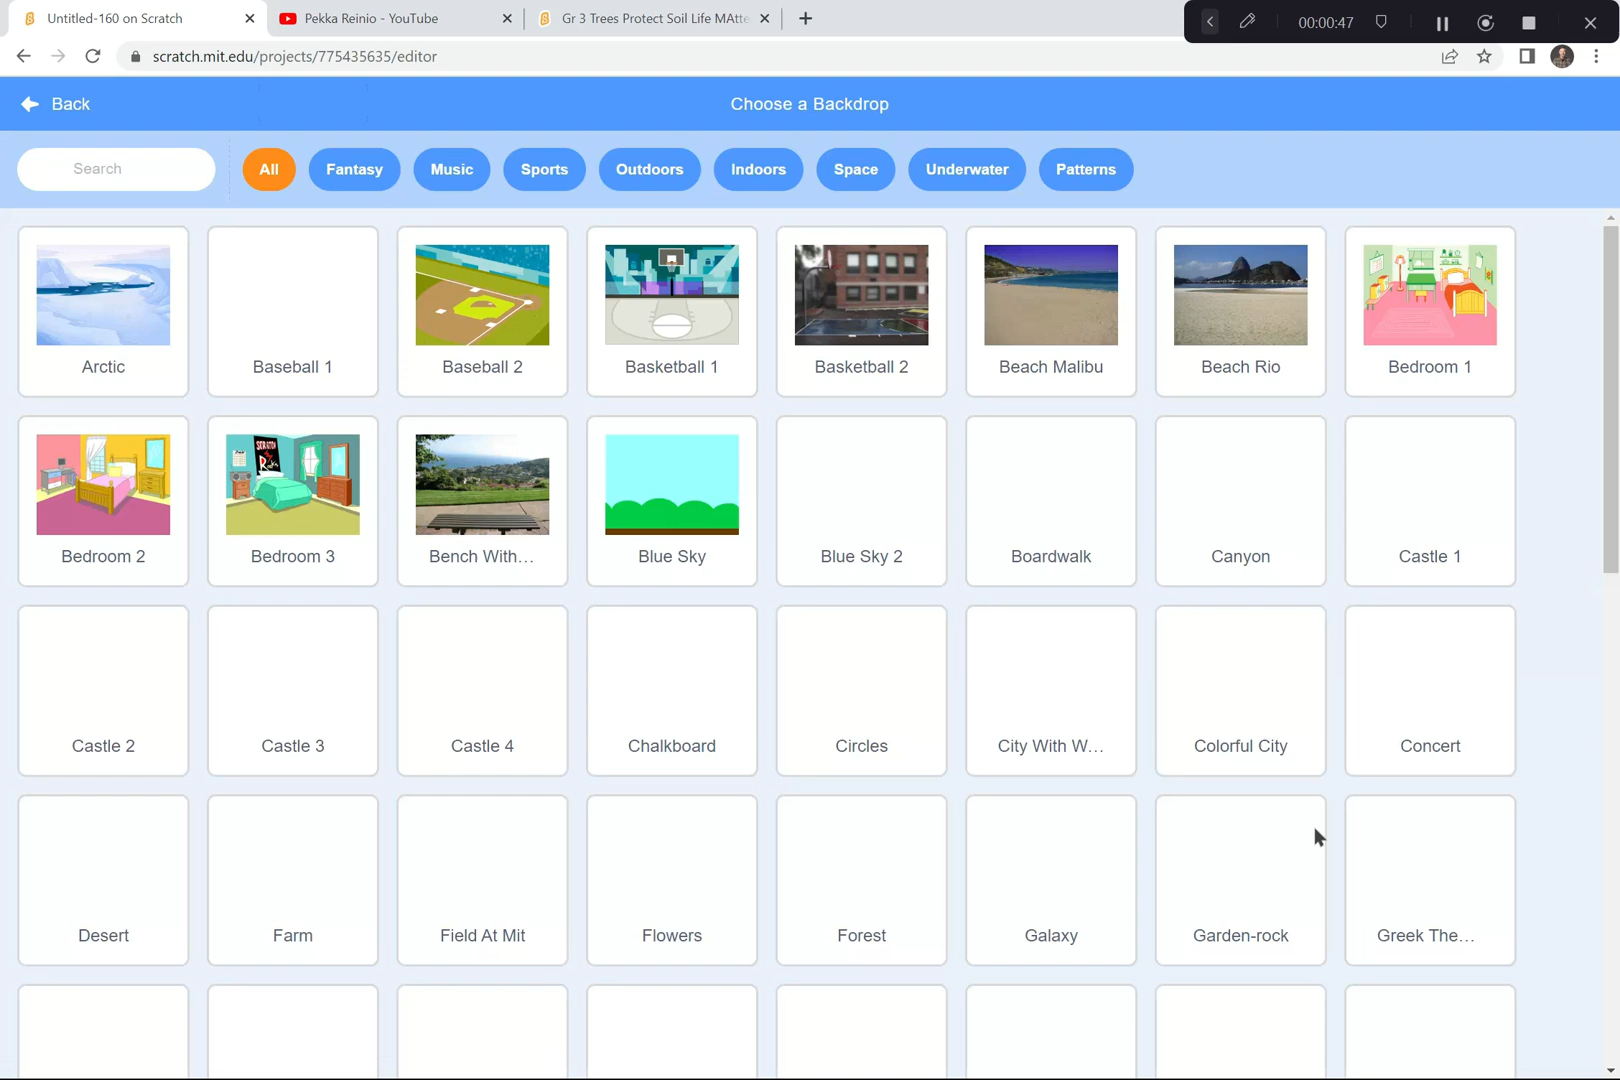 Untitled-160 on Scratch
Pekka Reinio - YouTube
Gr 3 Trees Protect Soil Life MAtte
00:00:47
scratch.mit.edu/projects/775435635/editor
Back
Choose a Backdrop
Search
All
Fantasy
Music
Sports
Outdoors
Indoors
Space
Underwater
Patterns
Arctic
Baseball 1
Baseball 2
Basketball 1
Basketball 2
Beach Malibu
Beach Rio
Bedroom 1
SCRATCH
Bedroom 2
Bedroom 3
Bench With...
Blue Sky
Blue Sky 2
Boardwalk
Canyon
Castle 1
Castle 2
Castle 3
Castle 4
Chalkboard
Circles
City With W...
Colorful City
Concert
Desert
Farm
Field At Mit
Flowers
Forest
Galaxy
Garden-rock
Greek The...